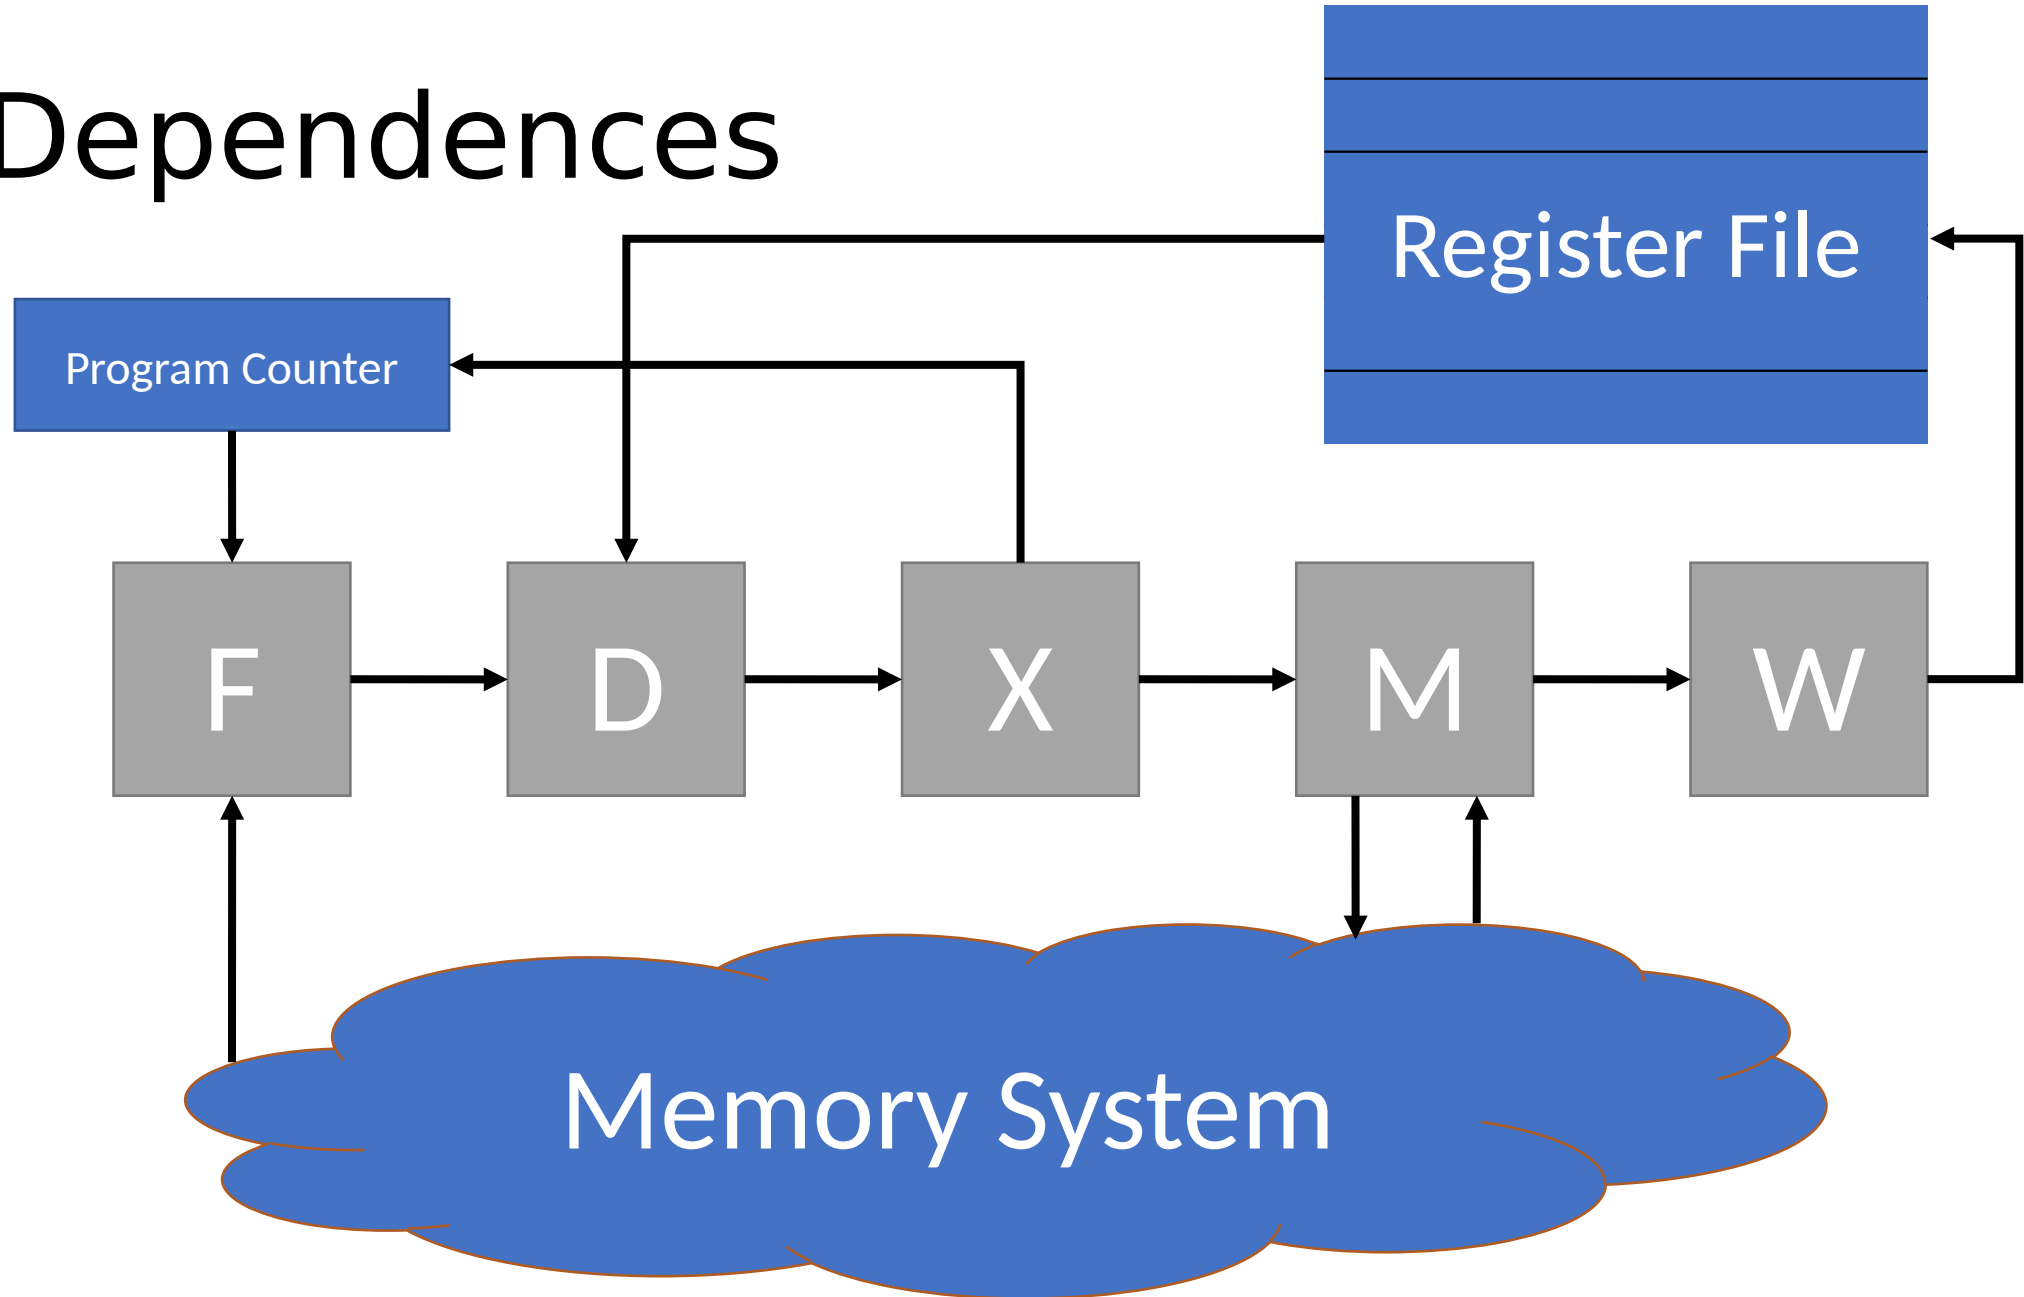 Dependences
Register File
Program Counter
F
D
X
M
W
Memory System